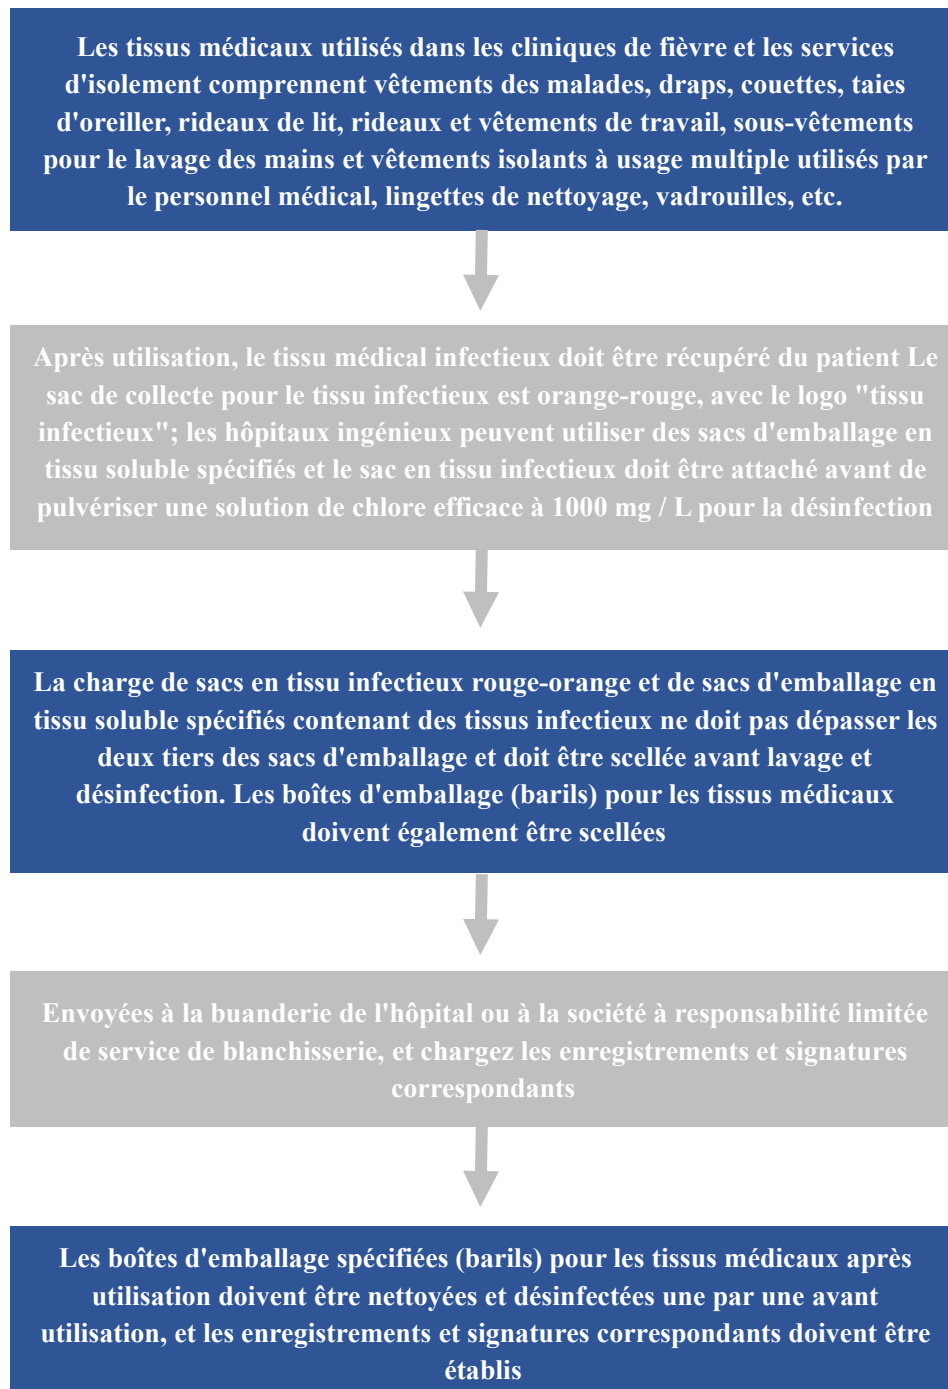 Les tissus médicaux utilisés dans les cliniques de fièvre et les services
d'isolement comprennent vêtements des malades, draps, couettes, taies
d'oreiller, rideaux de lit, rideaux et vêtements de travail, sous-vêtements
pour le lavage des mains et vêtements isolants à usage multiple utilisés par
le personnel médical, lingettes de nettoyage, vadrouilles, etc.
Après utilisation, le tissu médical infectieux doit être récupéré du patient Le
sac de collecte pour le tissu infectieux est orange-rouge, avec le logo "tissu
infectieux"; les hôpitaux ingénieux peuvent utiliser des sacs d'emballage en
tissu soluble spécifiés et le sac en tissu infectieux doit être attaché avant de
pulvériser une solution de chlore efficace à 1000 mg / L pour la désinfection
La charge de sacs en tissu infectieux rouge-orange et de sacs d'emballage en
tissu soluble spécifiés contenant des tissus infectieux ne doit pas dépasser les
deux tiers des sacs d'emballage et doit être scellée avant lavage et
désinfection. Les boîtes d'emballage (barils) pour les tissus médicaux
doivent également être scellées
Envoyées à la buanderie de l'hôpital ou à la société à responsabilité limitée
de service de blanchisserie, et chargez les enregistrements et signatures
correspondants
Les boîtes d'emballage spécifiées (barils) pour les tissus médicaux après
utilisation doivent être nettoyées et désinfectées une par une avant
utilisation, et les enregistrements et signatures correspondants doivent être
établis